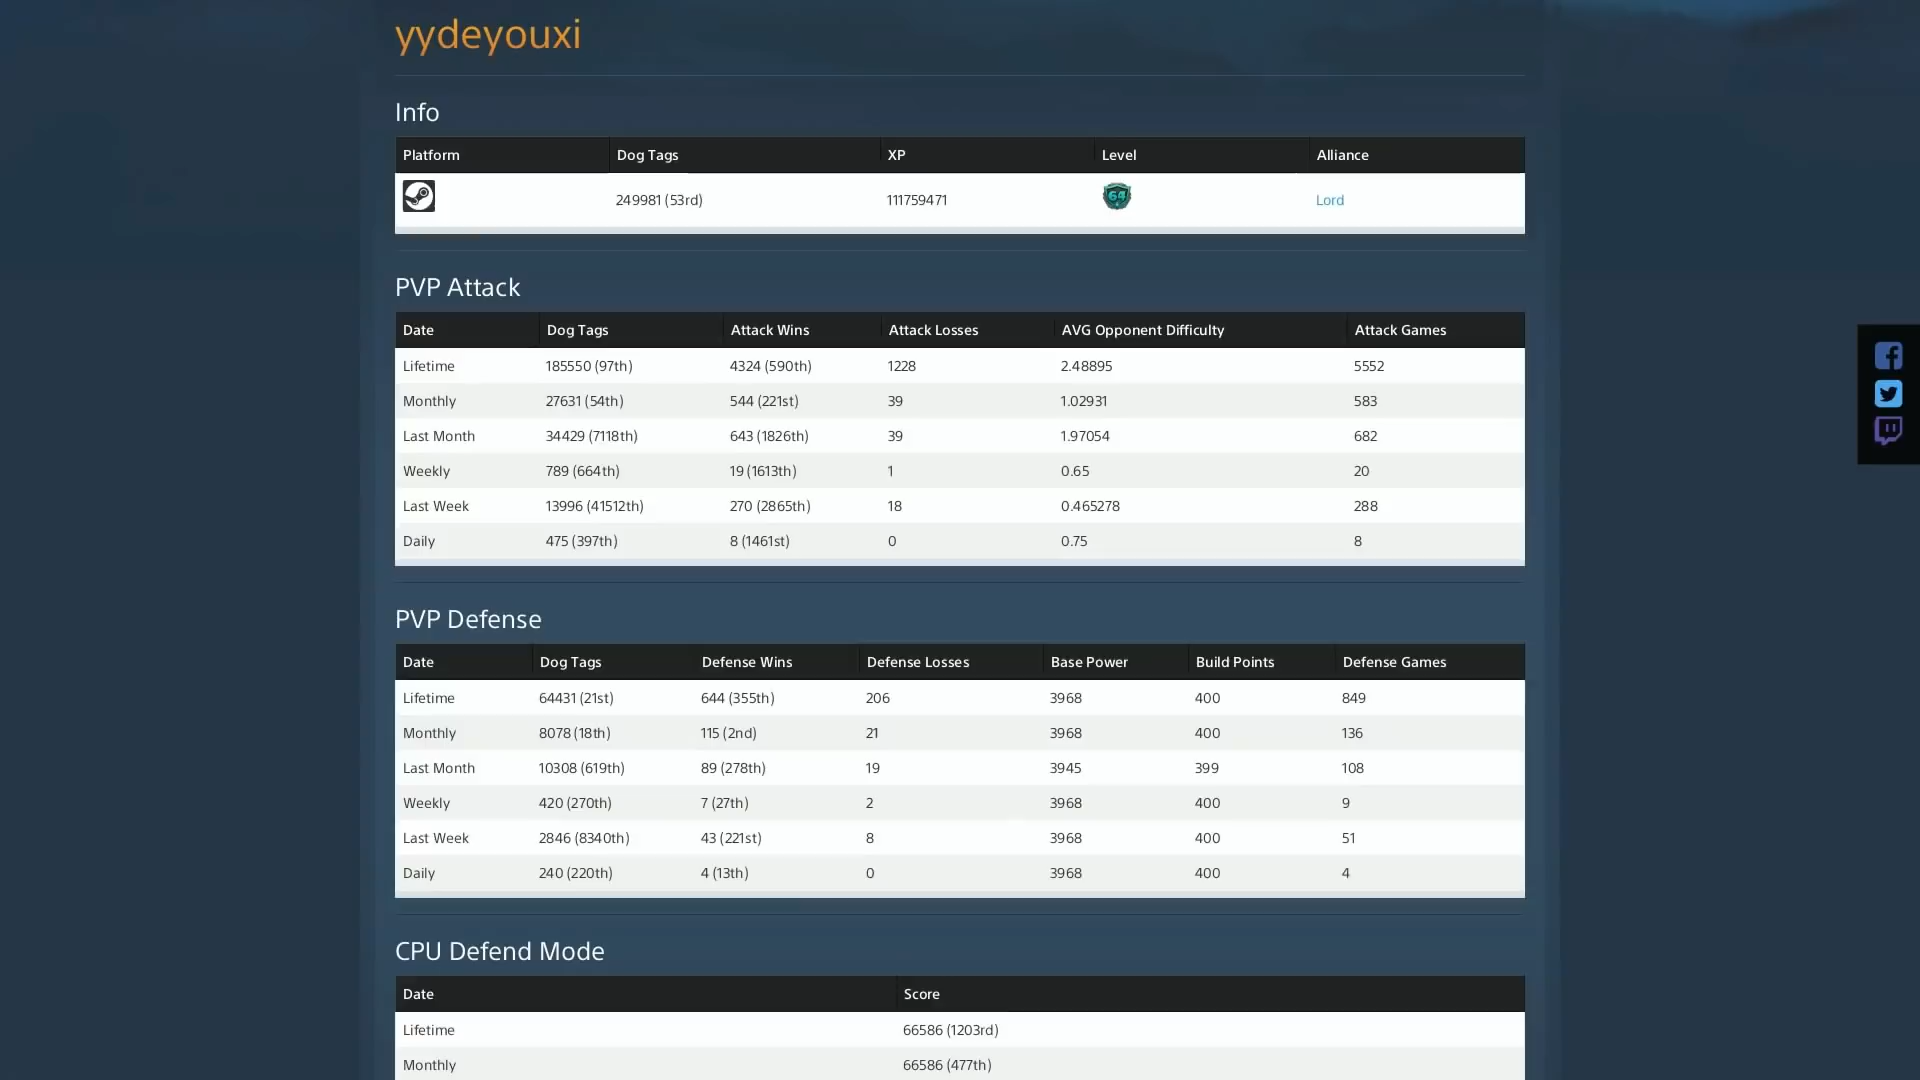 yydeyouxi
Info
Platform Dog Tags XP Level Alliance
249981 (53rd) 111759471 64 Lord
PVP Attack
Date Dog Tags Attack Wins Attack Losses AVG Opponent Difficulty Attack Games
Lifetime 185550 (97th) 4324 (590th) 1228 2.48895 5552
Monthly 27631 (54th) 544 (221st) 39 1.02931 583
Last Month 34429 (7118th) 643 (1826th) 39 1.97054 682
Weekly 789 (664th) 19 (1613th) 1 0.65 20
Last Week 13996 (41512th) 270 (2865th) 18 0.465278 288
Daily 475 (397th) 8 (1461st) 0 0.75 8
PVP Defense
Date Dog Tags Defense Wins Defense Losses Base Power Build Points Defense Games
Lifetime 64431 (21st) 644 (355th) 206 3968 400 849
Monthly 8078 (18th) 115 (2nd) 21 3968 400 136
Last Month 10308 (619th) 89 (278th) 19 3945 399 108
Weekly 420 (270th) 7 (27th) 2 3968 400 9
Last Week 2846 (8340th) 43 (221st) 8 3968 400 51
Daily 240 (220th) 4 (13th) 0 3968 400 4
CPU Defend Mode
Date Score
Lifetime 66586 (1203rd)
Monthly 66586 (477th)